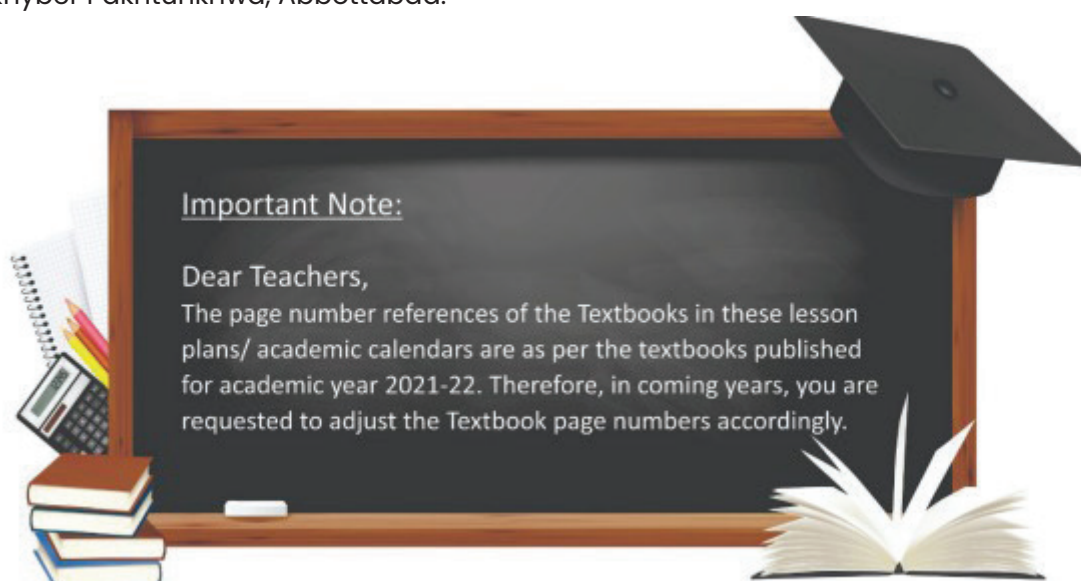 Khyber Pakhtunkhwa, Abbottabad.
Important Note:
Dear Teachers,
The page number references of the Textbooks in these lesson
plans/ academic calendars are as per the textbooks published
for academic year 2021-22. Therefore, in coming years, you are
requested to adjust the Textbook page numbers accordingly.